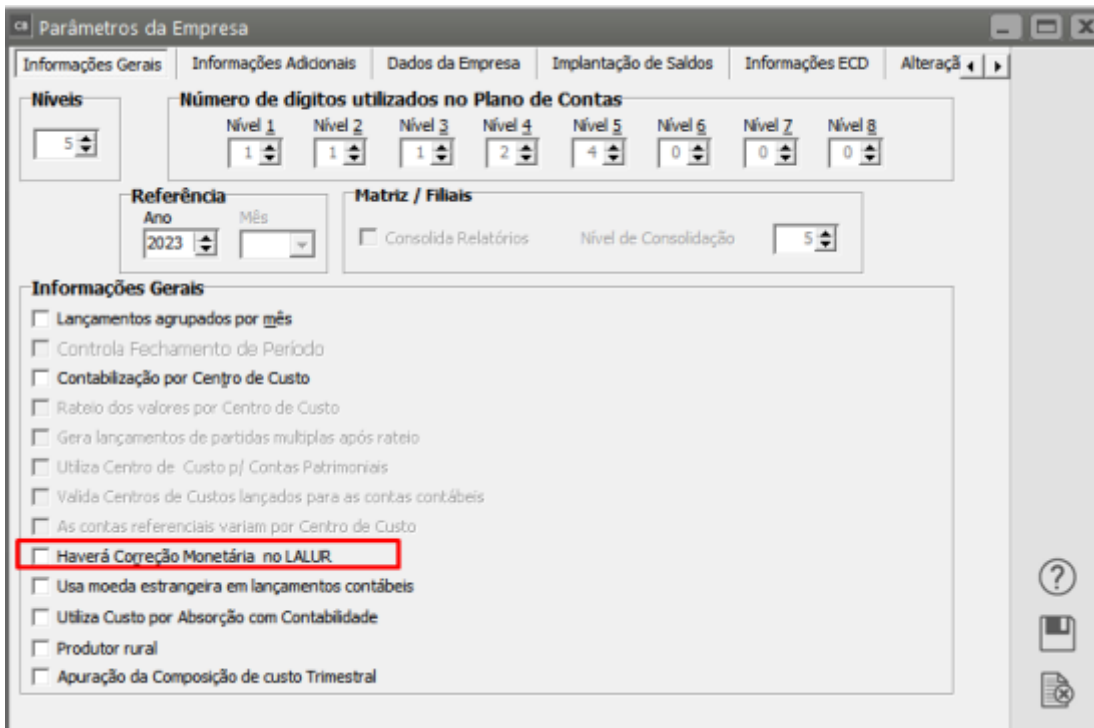 CB Parâmetros da Empresa
Informações Gerais Informações Adicionais Dados da Empresa Implantação de Saldos Informações ECD Alteraçã
Níveis Número de dígitos utilizados no Plano de Contas
Nível 1 Nível 2 Nível 3 Nível 4 Nível 5 Nível 6 Nível 7 Nível 8
5 1 1 1 2 4 0 0 0
Referência Matriz / Filiais
Ano Mês
2023 Consolida Relatórios Nível de Consolidação 5
Informações Gerais
Lançamentos agrupados por mês
Controla Fechamento de Período
Contabilização por Centro de Custo
Rateio dos valores por Centro de Custo
Gera lançamentos de partidas multiplas após rateio
Utiliza Centro de Custo p/ Contas Patrimoniais
Valida Centros de Custos lançados para as contas contábeis
As contas referenciais variam por Centro de Custo
Haverá Correção Monetária no LALUR
Usa moeda estrangeira em lançamentos contábeis
Utiliza Custo por Absorção com Contabilidade
Produtor rural
Apuração da Composição de custo Trimestral